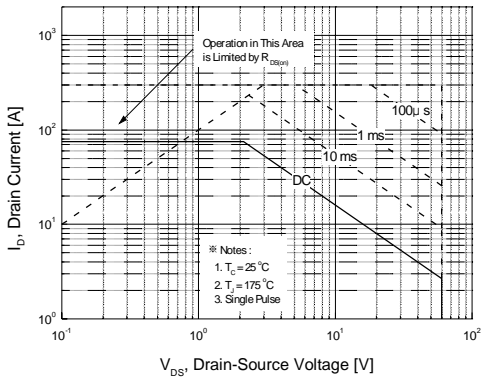 10³
Operation in This Area
is Limited by R DS(on)
10²
100μ s
1 ms
10 ms
DC
10¹
※ Notes :
1. T_C = 25 °C
2. T_J = 175 °C
3. Single Pulse
10⁰
10⁻¹
10⁰
10¹
10²
I_D, Drain Current [A]
V_DS, Drain-Source Voltage [V]